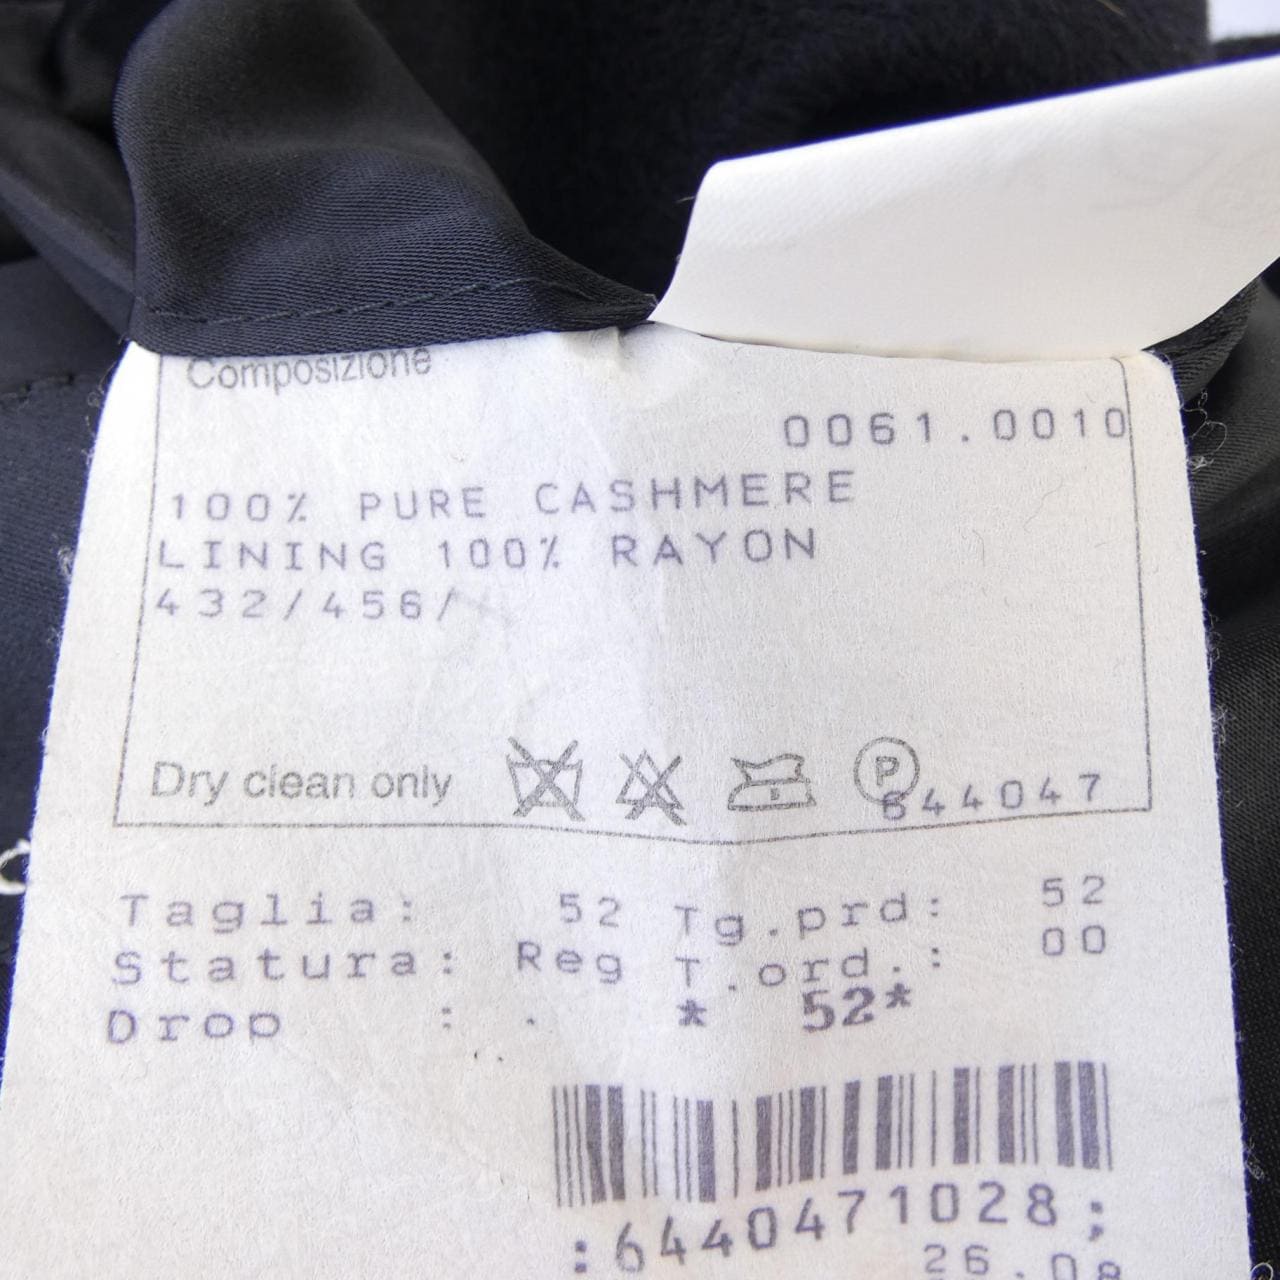 Composizione
0061.0010
100% PURE CASHMERE
LINING 100% RAYON
432/456/
Dry clean only P 644047
Taglia: 52 Tg.prd: 52
Statura: Reg T.ord.: 00
Drop : . * 52*
:6440471028;
26.08